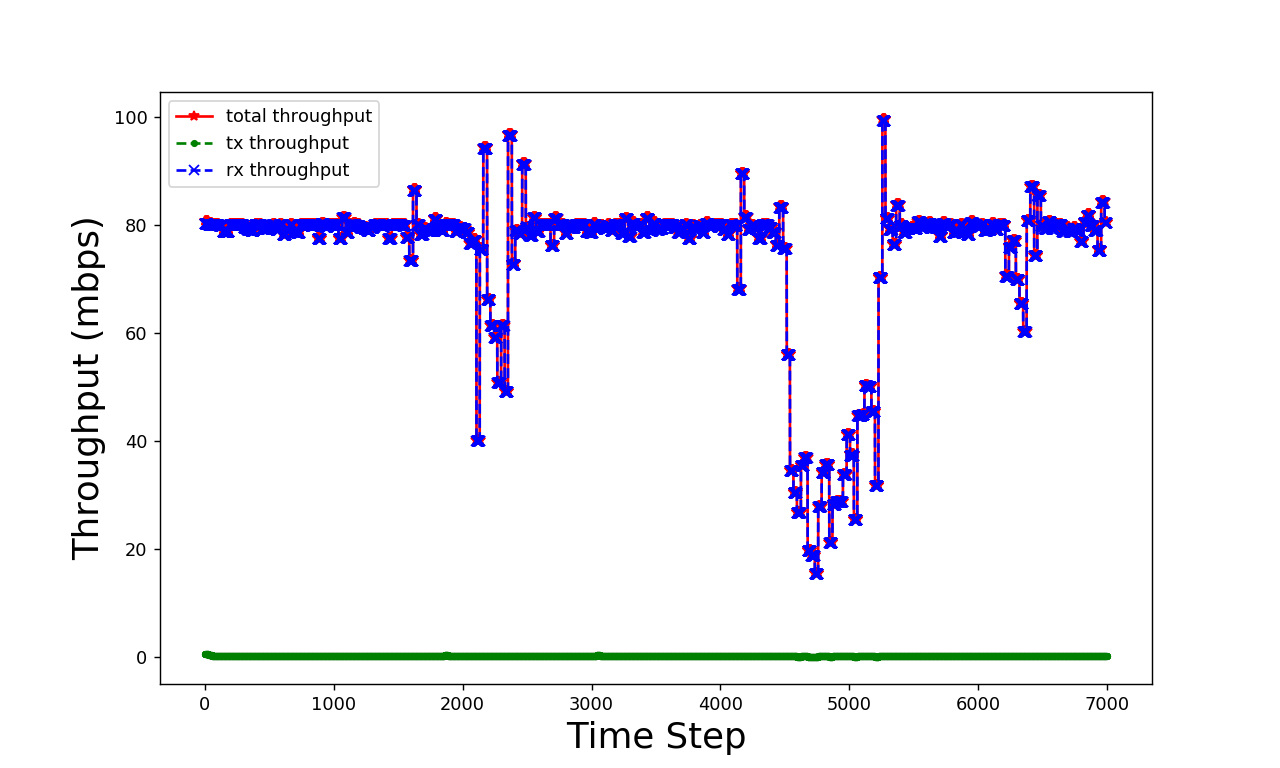 total throughput
tx throughput
rx throughput
100
80
60
40
20
0
Throughput (mbps)
0 1000 2000 3000 4000 5000 6000 7000
Time Step